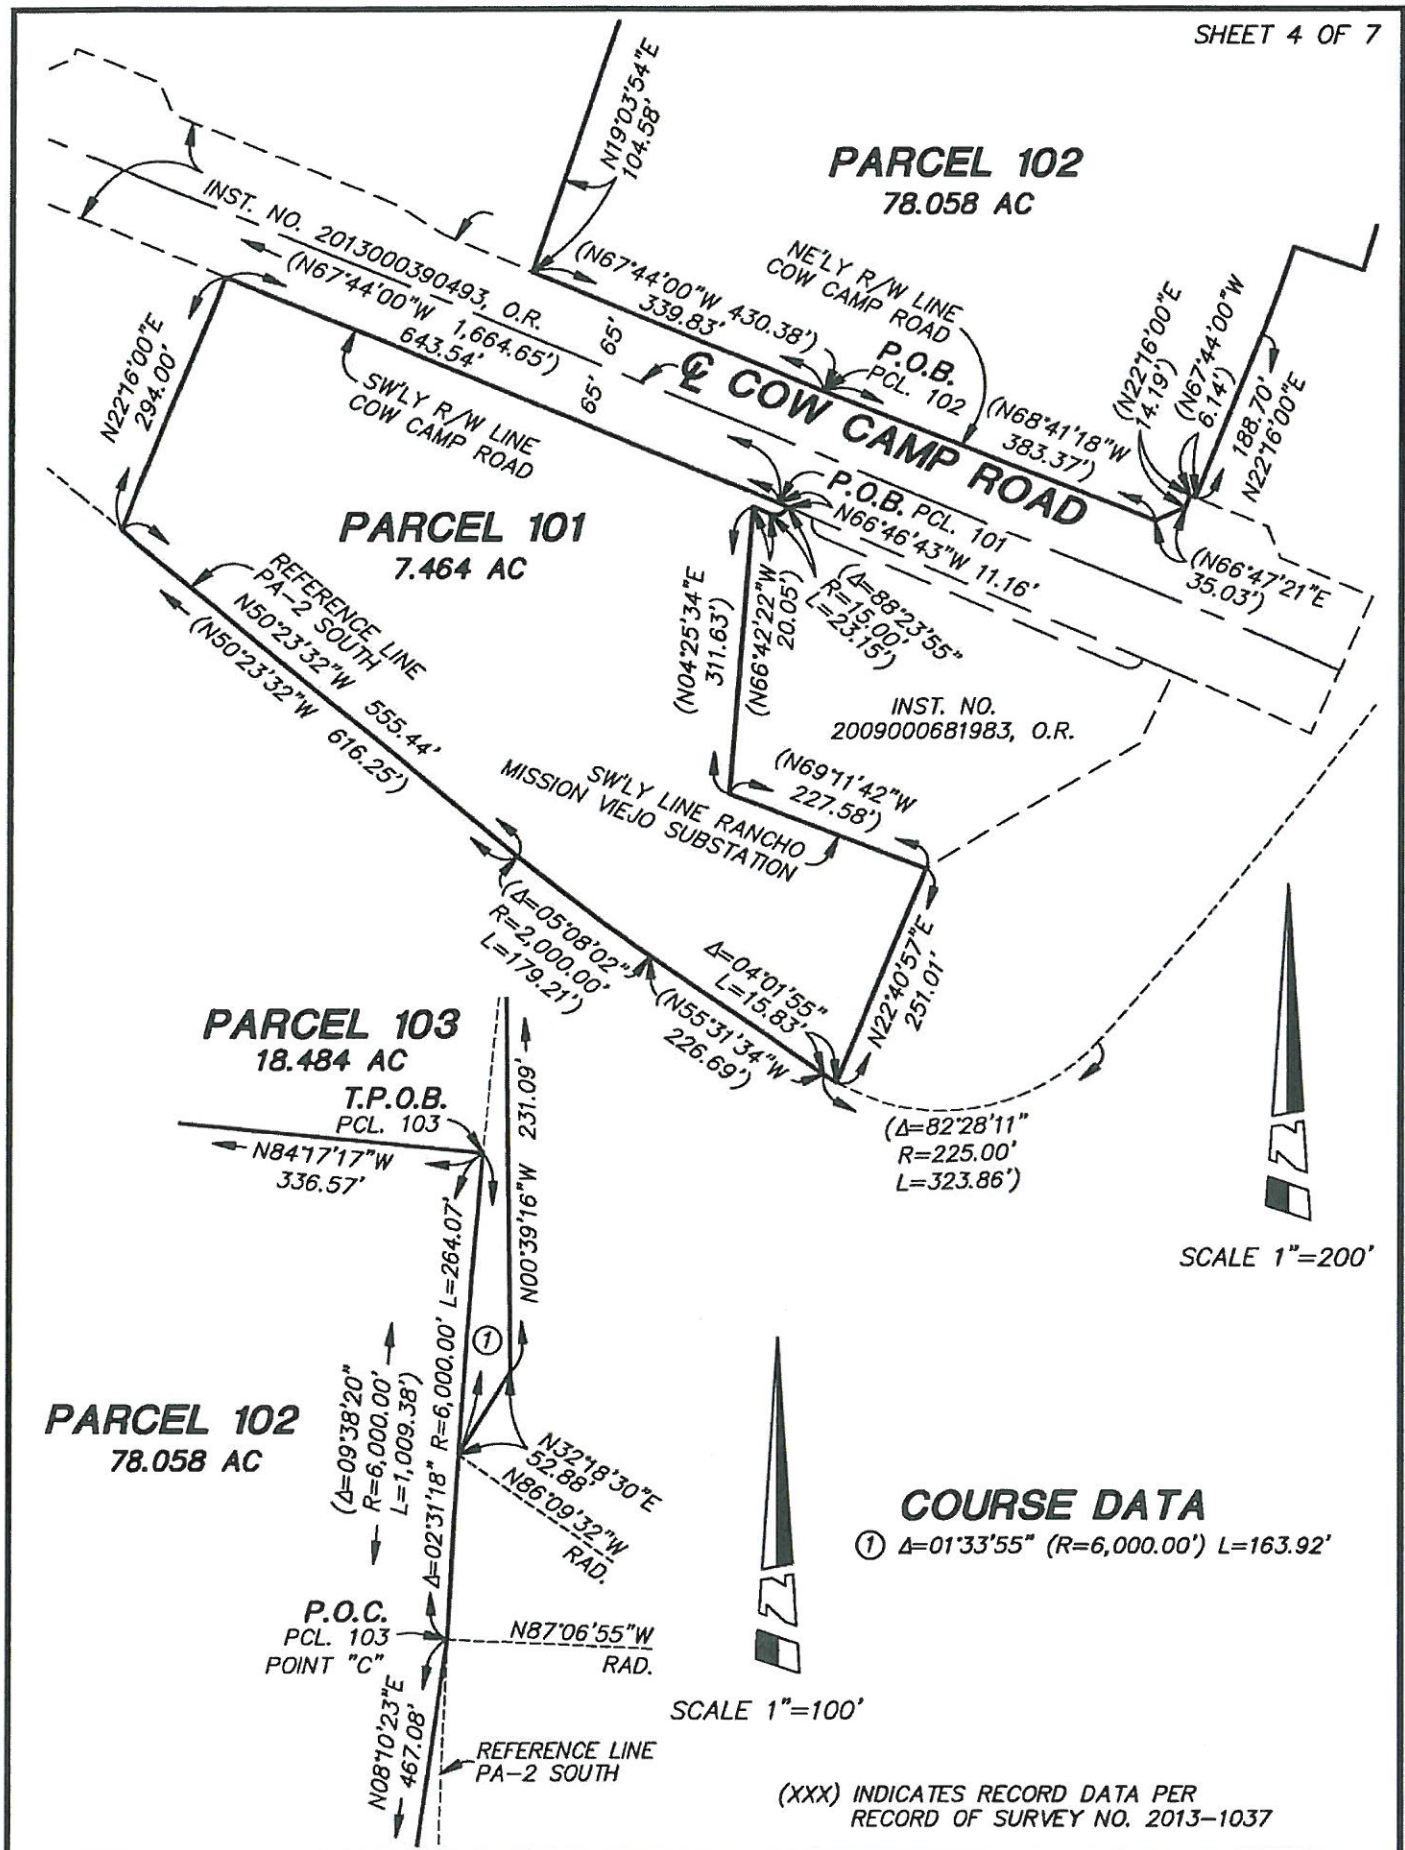 SHEET 4 OF 7
N19°03'54"E
104.58'
PARCEL 102
78.058 AC
INST. NO. 2013000390493, O.R.
(N67°44'00"W 1,664.65')
643.54'
(N67°44'00"W 430.38')
339.83'
NE'LY R/W LINE
COW CAMP ROAD
P.O.B.
PCL. 102
65'
65'
℄ COW CAMP ROAD
(N22°16'00"E
14.19')
(N67°44'00"W
6.14')
188.70'
N22°16'00"E
(N68°41'18"W
383.37')
(N66°47'21"E
35.03')
N22°16'00"E
294.00'
SW'LY R/W LINE
COW CAMP ROAD
P.O.B. PCL. 101
N66°46'43"W 11.16'
PARCEL 101
7.464 AC
(Δ=88°23'55"
R=15.00'
L=23.15')
(N04°25'34"E
311.63')
(N66°42'22"W
20.05')
REFERENCE LINE
PA-2 SOUTH
N50°23'32"W 555.44'
(N50°23'32"W 616.25')
INST. NO.
2009000681983, O.R.
(N69°11'42"W
227.58')
SW'LY LINE RANCHO
MISSION VIEJO SUBSTATION
(Δ=05°08'02"
R=2,000.00'
L=179.21')
Δ=04°01'55"
L=15.83'
(N55°31'34"W
226.69')
N22°40'57"E
251.01'
(Δ=82°28'11"
R=225.00'
L=323.86')
SCALE 1"=200'
PARCEL 103
18.484 AC
T.P.O.B.
PCL. 103
N84°17'17"W
336.57'
N00°39'16"W 231.09'
Δ=02°31'18" R=6,000.00' L=264.07'
1
(Δ=09°38'20"
R=6,000.00'
L=1,009.38')
PARCEL 102
78.058 AC
N32°18'30"E
52.88'
N86°09'32"W
RAD.
P.O.C.
PCL. 103
POINT "C"
N87°06'55"W
RAD.
N08°10'23"E
467.08'
REFERENCE LINE
PA-2 SOUTH
SCALE 1"=100'
COURSE DATA
1 Δ=01°33'55" (R=6,000.00') L=163.92'
(XXX) INDICATES RECORD DATA PER
RECORD OF SURVEY NO. 2013-1037